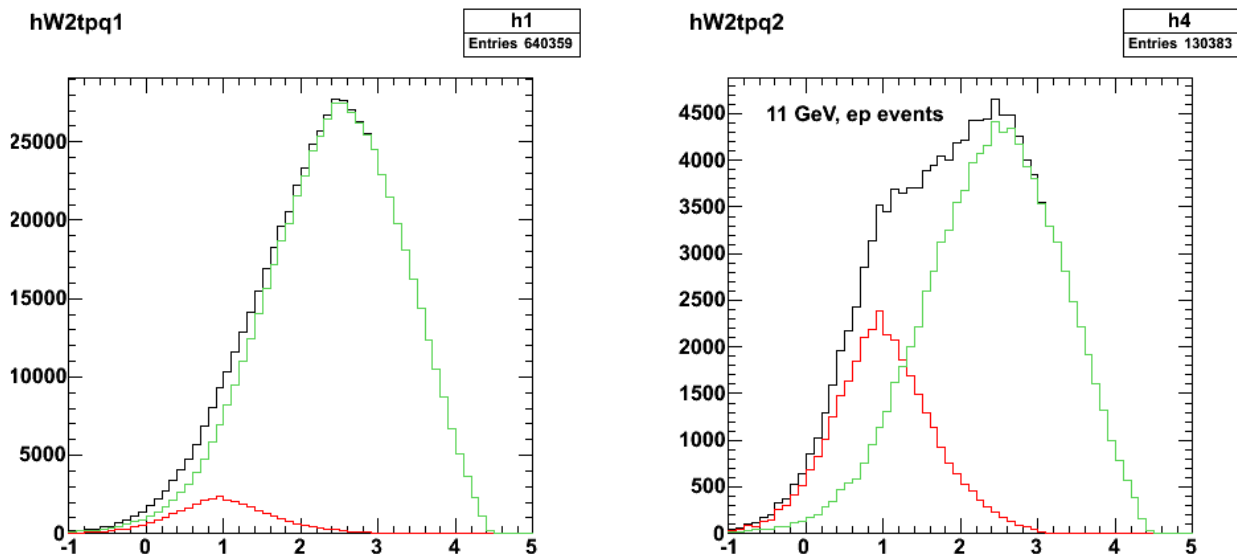 hW2tpq1
h1
Entries 640359
25000
20000
15000
10000
5000
0
-1 0 1 2 3 4 5
hW2tpq2
h4
Entries 130383
11 GeV, ep events
4500
4000
3500
3000
2500
2000
1500
1000
500
0
-1 0 1 2 3 4 5